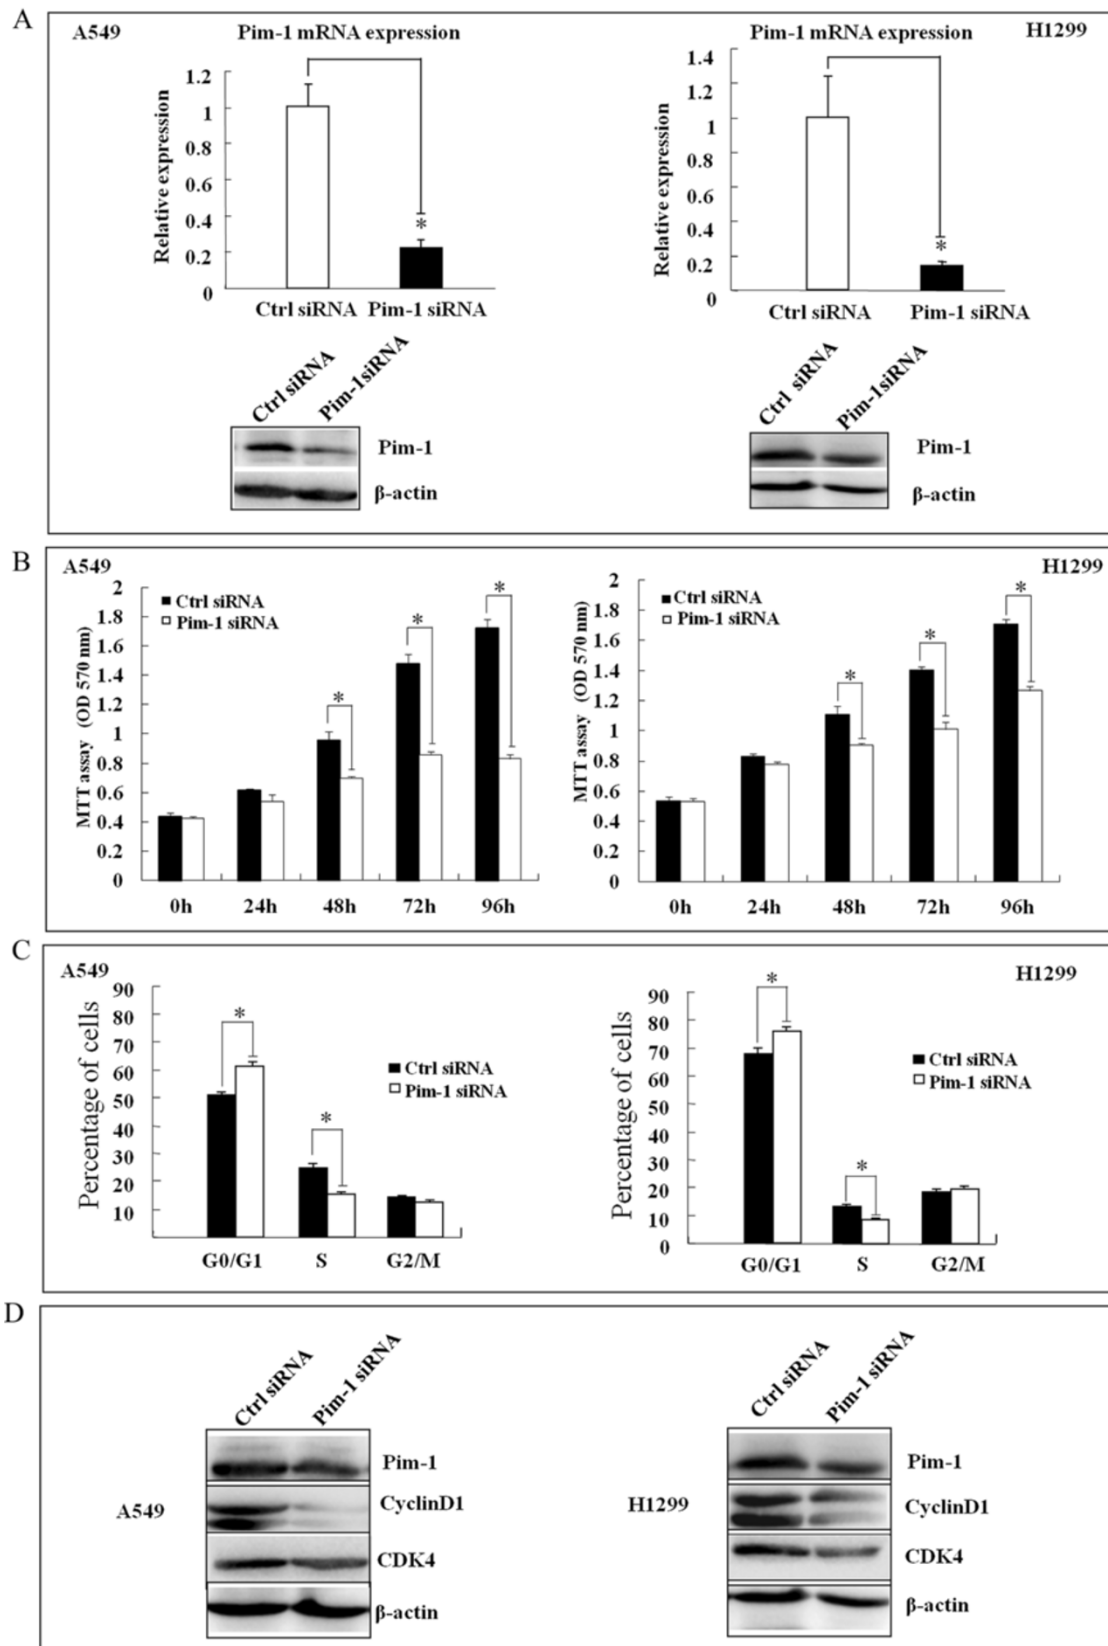 A
A549
Pim-1 mRNA expression
Relative expression
1.2
1
0.8
0.6
0.4
0.2
0
*
Ctrl siRNA Pim-1 siRNA
Ctrl siRNA
Pim-1siRNA
Pim-1
β-actin
H1299
Pim-1 mRNA expression
Relative expression
1.4
1.2
1
0.8
0.6
0.4
0.2
0
*
Ctrl siRNA Pim-1 siRNA
Ctrl siRNA
Pim-1siRNA
Pim-1
β-actin
B
A549
MTT assay (OD 570 nm)
2
1.8
1.6
1.4
1.2
1
0.8
0.6
0.4
0.2
0
Ctrl siRNA
Pim-1 siRNA
* * *
0h 24h 48h 72h 96h
H1299
MTT assay (OD 570 nm)
2
1.8
1.6
1.4
1.2
1
0.8
0.6
0.4
0.2
0
Ctrl siRNA
Pim-1 siRNA
* * *
0h 24h 48h 72h 96h
C
A549
Percentage of cells
90
80
70
60
50
40
30
20
10
* *
Ctrl siRNA
Pim-1 siRNA
G0/G1 S G2/M
H1299
Percentage of cells
90
80
70
60
50
40
30
20
10
0
* *
Ctrl siRNA
Pim-1 siRNA
G0/G1 S G2/M
D
A549
Ctrl siRNA
Pim-1 siRNA
Pim-1
CyclinD1
CDK4
β-actin
H1299
Ctrl siRNA
Pim-1 siRNA
Pim-1
CyclinD1
CDK4
β-actin